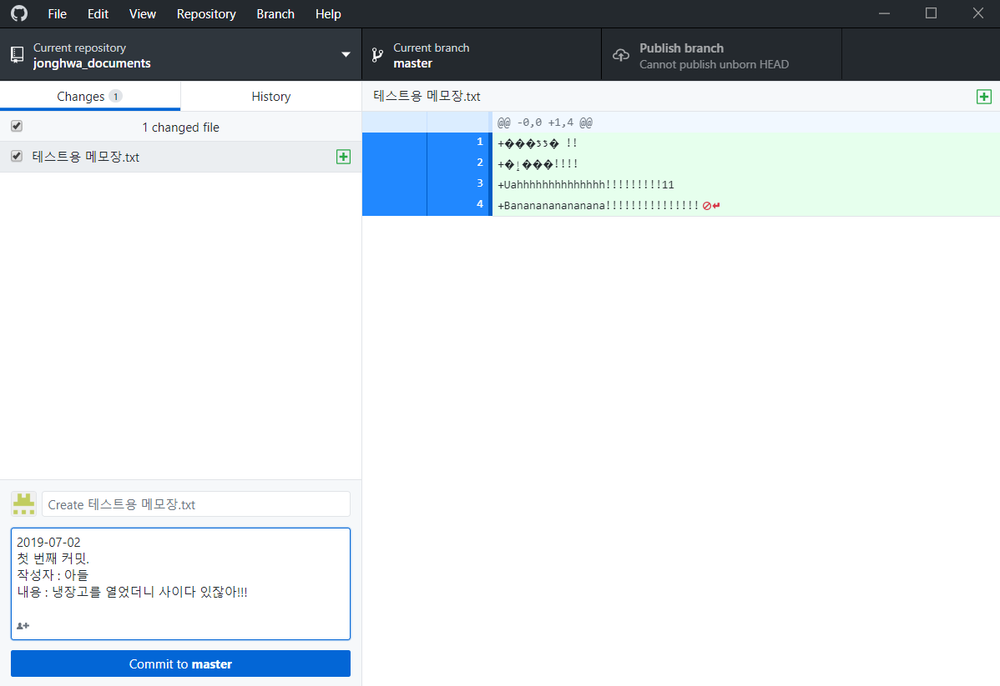 File Edit View Repository Branch Help
Current repository
jonghwa_documents
Current branch
master
Publish branch
Cannot publish unborn HEAD
Changes 1
History
1 changed file
테스트용 메모장.txt
테스트용 메모장.txt
@@ -0,0 +1,4 @@
1 +���ƽ� !!
2 +�ȷ���!!!!
3 +Uahhhhhhhhhhhhhh!!!!!!!!!11
4 +Banananananana!!!!!!!!!!!!!!!
Create 테스트용 메모장.txt
2019-07-02
첫 번째 커밋.
작성자 : 아들
내용 : 냉장고를 열었더니 사이다 있잖아!!!
Commit to master